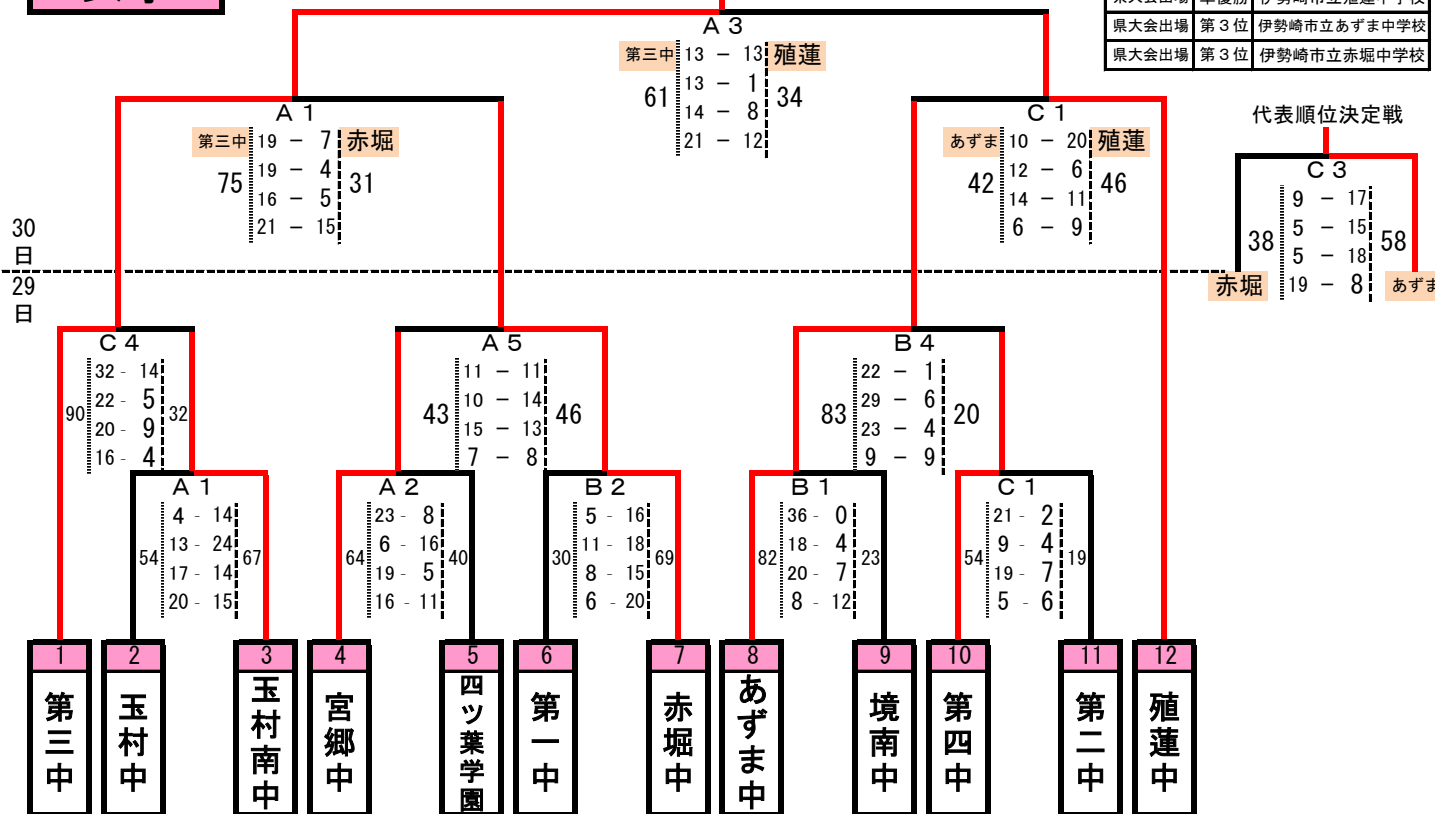 県大会出場 第３位 伊勢崎市立あずま中学校
県大会出場 第３位 伊勢崎市立赤堀中学校
Ａ３
第三中 13 － 13 殖蓮
13 － 1
61 34
14 － 8
21 － 12
Ａ１
第三中 19 － 7 赤堀
19 － 4
75 31
16 － 5
21 － 15
Ｃ１
あずま 10 － 20 殖蓮
12 － 6
42 46
14 － 11
6 － 9
代表順位決定戦
Ｃ３
9 － 17
5 － 15
38 58
5 － 18
赤堀 19 － 8 あずま
30
日
29
日
Ｃ４
32 - 14
22 - 5
90 32
20 - 9
16 - 4
Ａ５
11 － 11
10 － 14
43 46
15 － 13
7 － 8
Ｂ４
22 － 1
29 － 6
83 20
23 － 4
9 － 9
Ａ１
4 - 14
13 - 24
54 67
17 - 14
20 - 15
Ａ２
23 - 8
6 - 16
64 40
19 - 5
16 - 11
Ｂ２
5 - 16
11 - 18
30 69
8 - 15
6 - 20
Ｂ１
36 - 0
18 - 4
82 23
20 - 7
8 - 12
Ｃ１
21 - 2
9 - 4
54 19
19 - 7
5 - 6
1 2 3 4 5 6 7 8 9 10 11 12
第三中
玉村中
玉村南中
宮郷中
四ツ葉学園
第一中
赤堀中
あずま中
境南中
第四中
第二中
殖蓮中